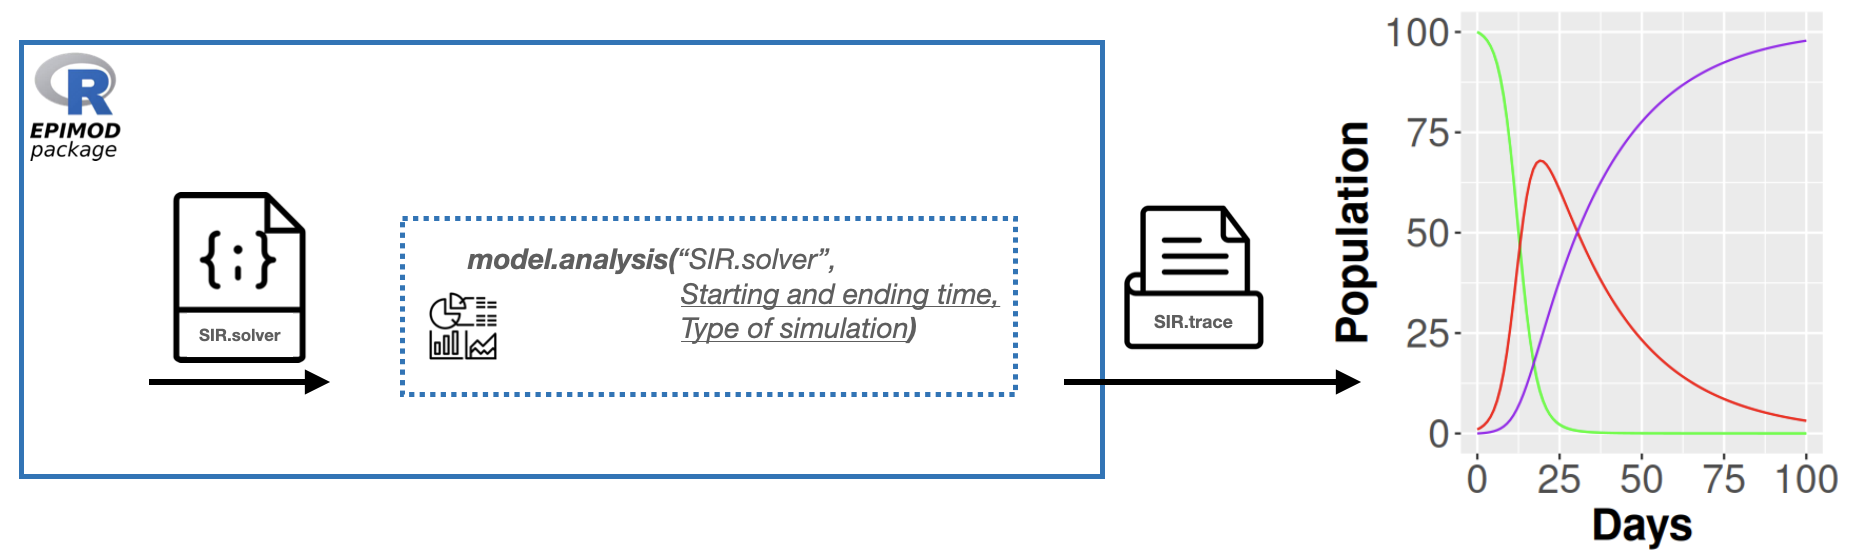 R
EPIMOD
package
{;}
SIR.solver
model.analysis(“SIR.solver”,
Starting and ending time,
Type of simulation)
SIR.trace
Population
100
75
50
25
0
0 25 50 75 100
Days